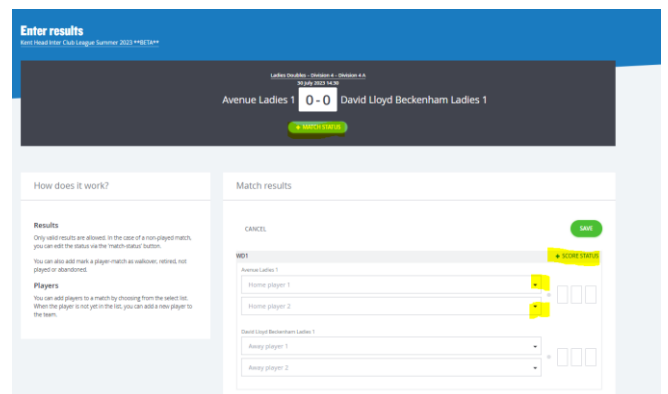 Enter results
Kent Head Inter Club League Summer 2023 **BETA**
Ladies Doubles - Division 4 - Division 4 A
30 July 2023 14:30
Avenue Ladies 1 0 - 0 David Lloyd Beckenham Ladies 1
+ MATCH STATUS
How does it work?
Results
Only valid results are allowed. In the case of a non-played match,
you can edit the status via the 'match-status' button.
You can also add mark a player-match as walkover, retired, not
played or abandoned.
Players
You can add players to a match by choosing from the select list.
When the player is not yet in the list, you can add a new player to
the team.
Match results
CANCEL
SAVE
WD1
+ SCORE STATUS
Avenue Ladies 1
Home player 1
Home player 2
David Lloyd Beckenham Ladies 1
Away player 1
Away player 2